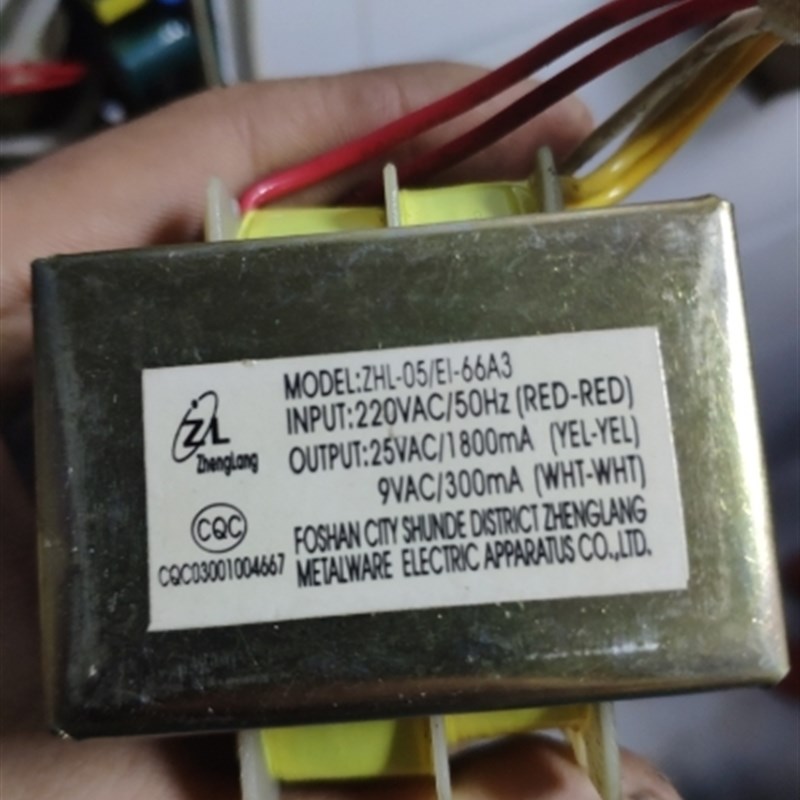 MODEL:ZHL-05/EI-66A3
INPUT:220VAC/50Hz (RED-RED)
OUTPUT:25VAC/1800mA (YEL-YEL)
9VAC/300mA (WHT-WHT)
ZL
ZhengLang
CQC
CQC03001004667
FOSHAN CITY SHUNDE DISTRICT ZHENGLANG
METALWARE ELECTRIC APPARATUS CO.,LTD.